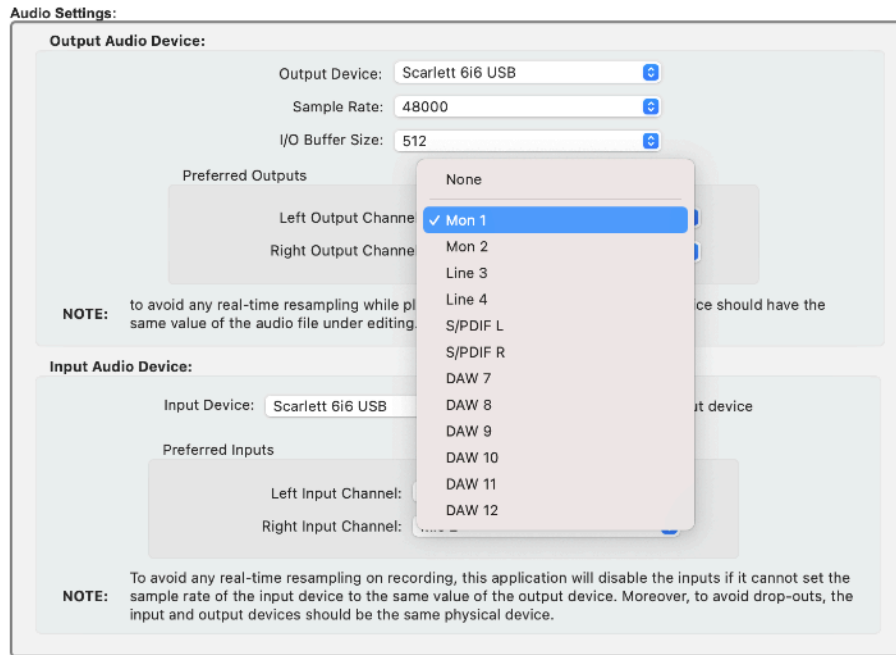 Audio Settings:
Output Audio Device:
Output Device: Scarlett 6i6 USB
Sample Rate: 48000
I/O Buffer Size: 512
Preferred Outputs
None
Left Output Channe
✓ Mon 1
Right Output Channe
Mon 2
Line 3
Line 4
S/PDIF L
S/PDIF R
DAW 7
DAW 8
DAW 9
DAW 10
DAW 11
DAW 12
NOTE: to avoid any real-time resampling while pl ce should have the
same value of the audio file under editing.
Input Audio Device:
Input Device: Scarlett 6i6 USB ut device
Preferred Inputs
Left Input Channel:
Right Input Channel:
NOTE: To avoid any real-time resampling on recording, this application will disable the inputs if it cannot set the
sample rate of the input device to the same value of the output device. Moreover, to avoid drop-outs, the
input and output devices should be the same physical device.